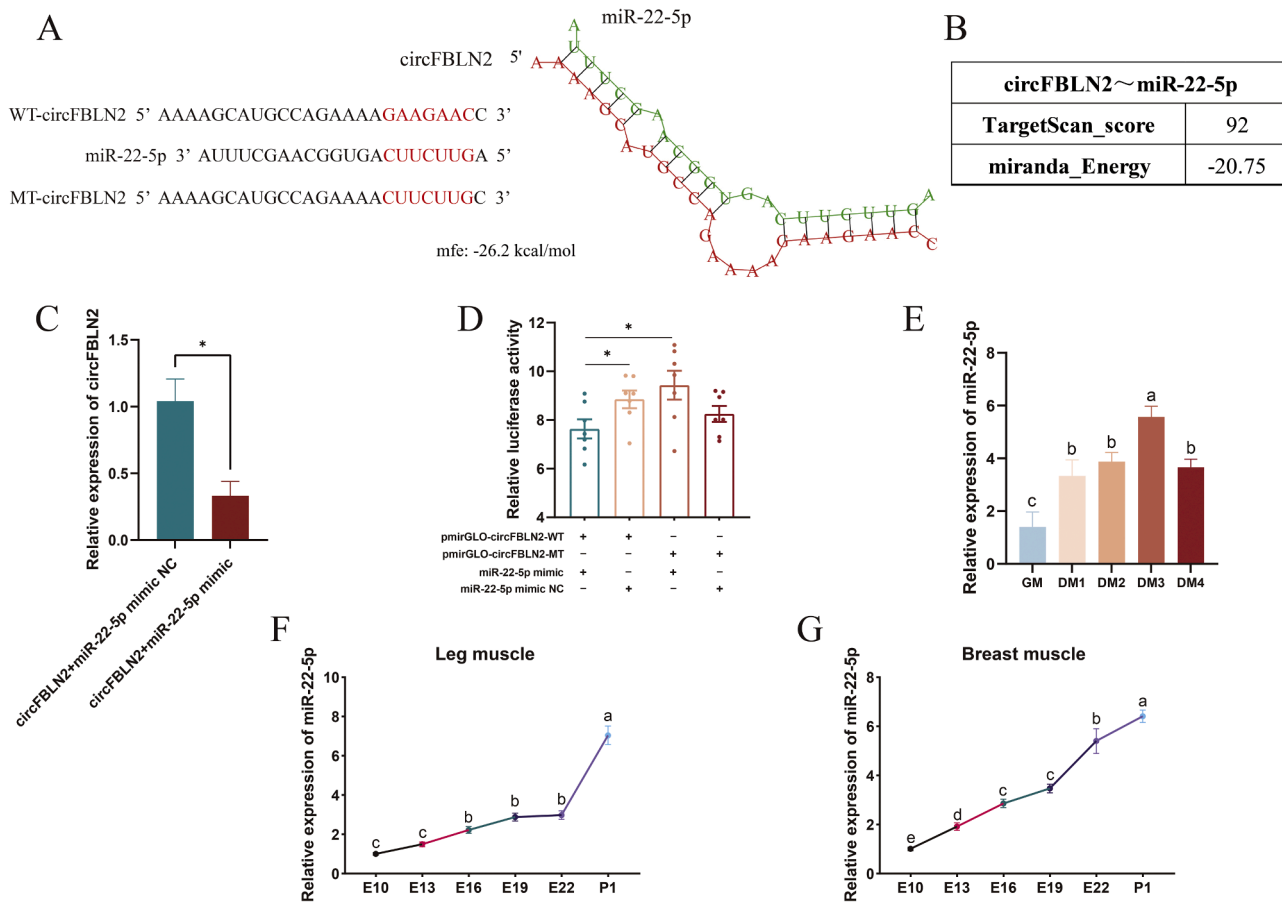 A
miR-22-5p
circFBLN2 5'
WT-circFBLN2 5’ AAAAGCAUGCCAGAAAAGAAGAACC 3’
miR-22-5p 3’ AUUUCGAACGGUGACUUCUUGA 5’
MT-circFBLN2 5’ AAAAGCAUGCCAGAAAACUUCUUGC 3’
mfe: -26.2 kcal/mol
B
circFBLN2～miR-22-5p
TargetScan_score 92
miranda_Energy -20.75
C
Relative expression of circFBLN2
1.5
1.0
0.5
0.0
*
circFBLN2+miR-22-5p mimic NC
circFBLN2+miR-22-5p mimic
D
Relative luciferase activity
12
10
8
6
4
*
*
pmirGLO-circFBLN2-WT + + − −
pmirGLO-circFBLN2-MT − − + +
miR-22-5p mimic + − + −
miR-22-5p mimic NC − + − +
E
Relative expression of miR-22-5p
8
6
4
2
0
c b b a b
GM DM1 DM2 DM3 DM4
F
Leg muscle
Relative expression of miR-22-5p
10
8
6
4
2
0
c c b b b a
E10 E13 E16 E19 E22 P1
G
Breast muscle
Relative expression of miR-22-5p
8
6
4
2
0
e d c c b a
E10 E13 E16 E19 E22 P1